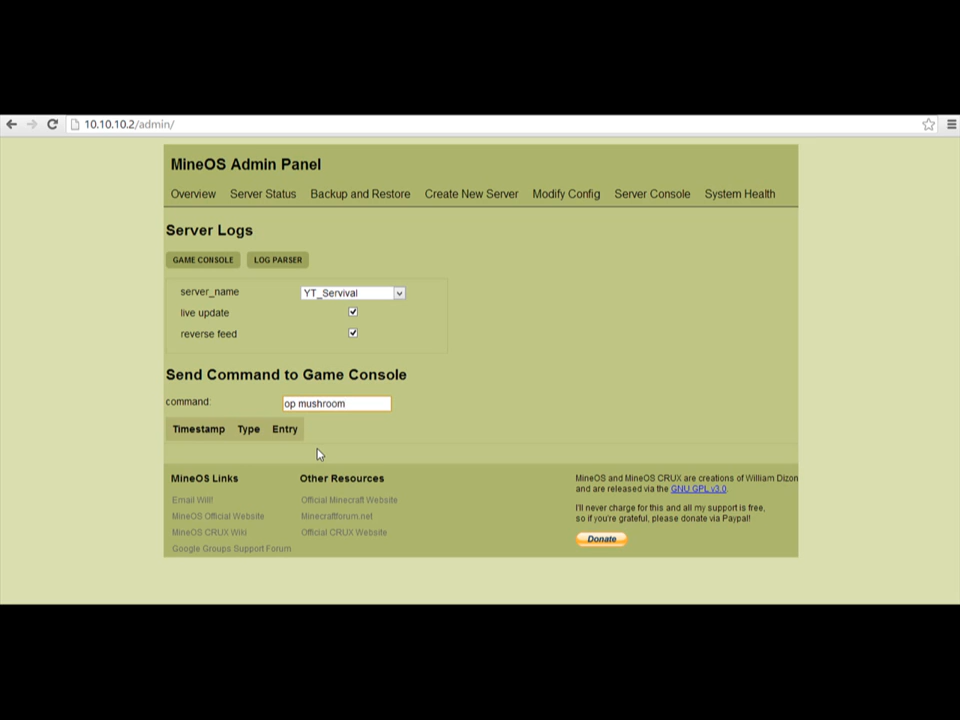 10.10.10.2/admin/
MineOS Admin Panel
Overview Server Status Backup and Restore Create New Server Modify Config Server Console System Health
Server Logs
GAME CONSOLE LOG PARSER
server_name YT_Servival
live update
reverse feed
Send Command to Game Console
command: op mushroom
Timestamp Type Entry
MineOS Links
Email Will!
MineOS Official Website
MineOS CRUX Wiki
Google Groups Support Forum
Other Resources
Official Minecraft Website
Minecraftforum.net
Official CRUX Website
MineOS and MineOS CRUX are creations of William Dizon
and are released via the GNU GPL v3.0.
I'll never charge for this and all my support is free,
so if you're grateful, please donate via Paypal!
Donate